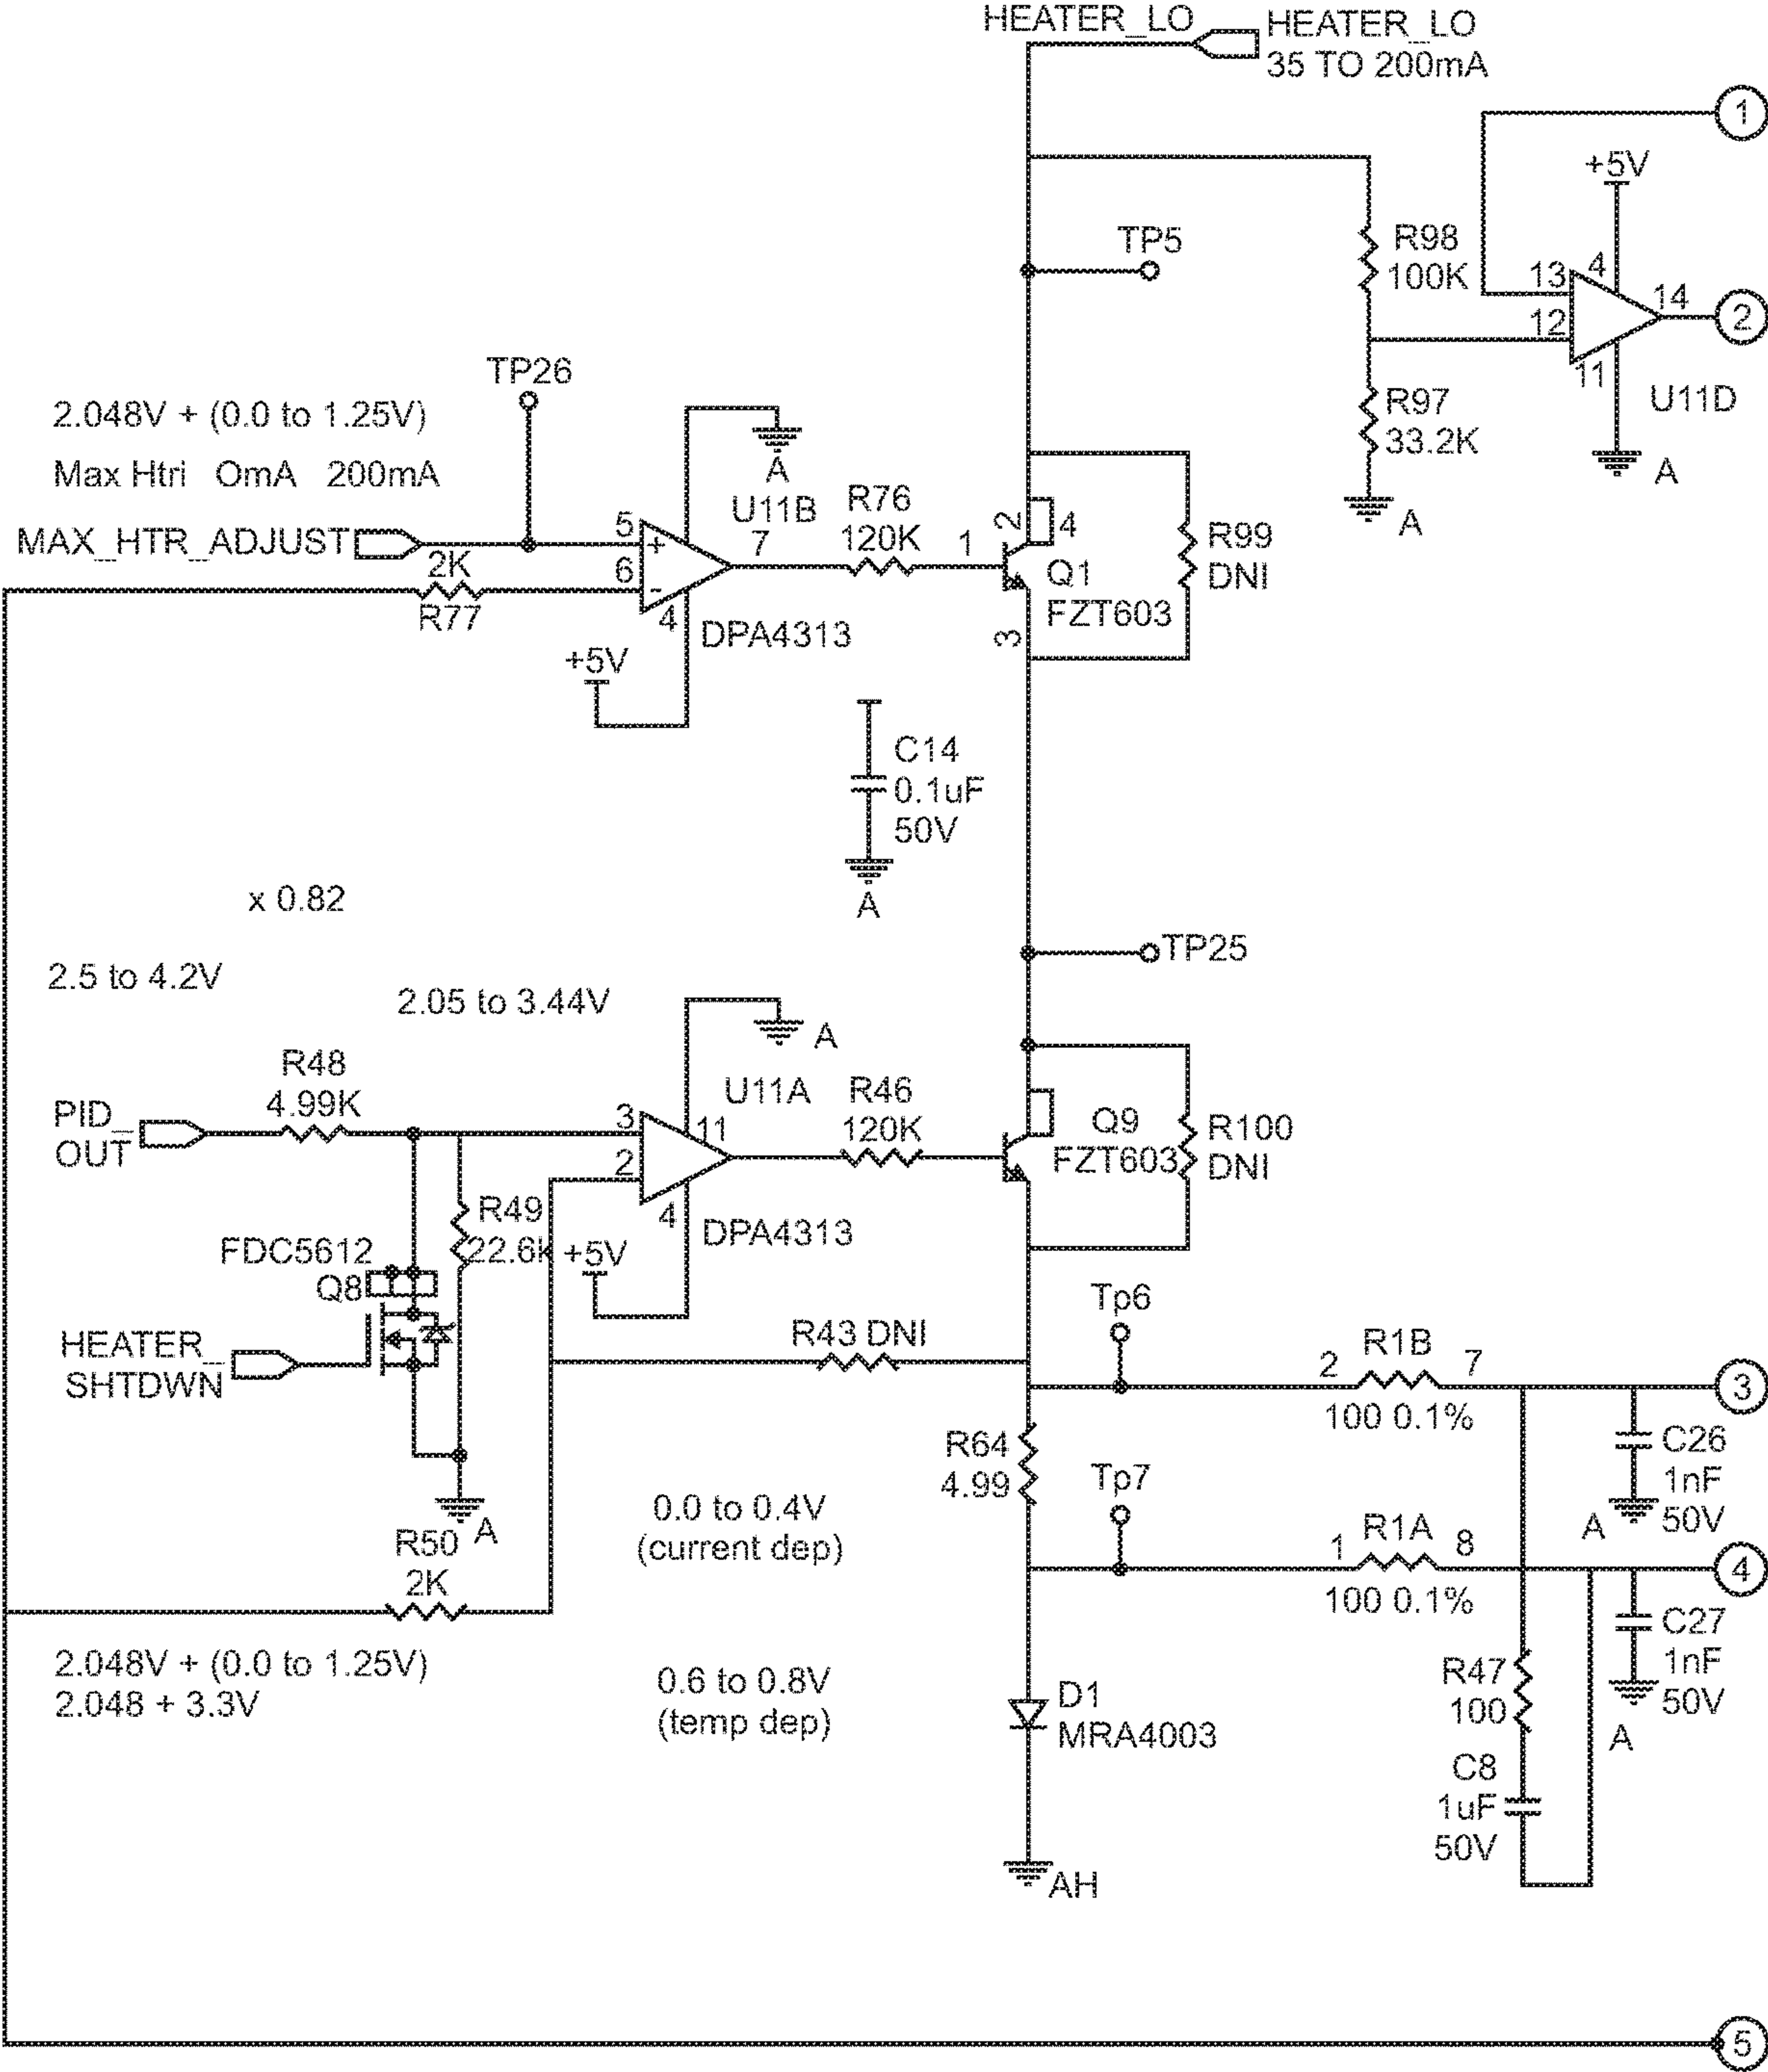 HEATER_LO
HEATER_LO
35 TO 200mA
1
+5V
TP5
R98
100K
13
4
14
12
2
11
U11D
R97
33.2K
A
A
TP26
2.048V + (0.0 to 1.25V)
Max Htri OmA 200mA
MAX_HTR_ADJUST
A
U11B
R76
120K
5
+
7
1
2
4
R99
DNI
2K
6
-
Q1
FZT603
R77
4
DPA4313
3
+5V
C14
0.1uF
50V
A
x 0.82
TP25
2.5 to 4.2V
2.05 to 3.44V
A
R48
4.99K
U11A
R46
120K
PID_
OUT
3
11
2
Q9
FZT603
R100
DNI
R49
22.6k
4
DPA4313
FDC5612
Q8
+5V
Tp6
HEATER_
SHTDWN
R43 DNI
R1B
2
7
3
100 0.1%
R64
4.99
C26
1nF
50V
A
Tp7
0.0 to 0.4V
(current dep)
A
R50
2K
R1A
1
8
4
100 0.1%
C27
1nF
50V
A
2.048V + (0.0 to 1.25V)
2.048 + 3.3V
0.6 to 0.8V
(temp dep)
D1
MRA4003
R47
100
C8
1uF
50V
AH
5